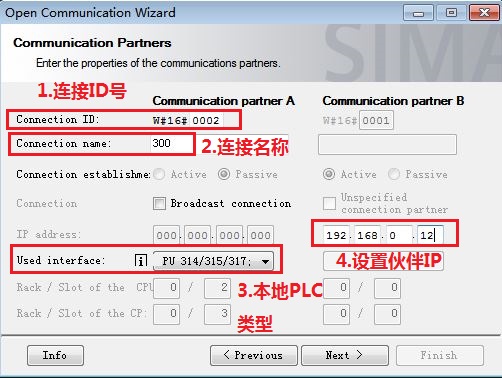 Open Communication Wizard
Communication Partners
Enter the properties of the communications partners.
SIMA
1.连接ID号
Communication partner A
Communication partner B
Connection ID: W#16# 0002
W#16# 0001
Connection name: 300
2.连接名称
Connection establishme
Active Passive
Active Passive
Connection
Broadcast connection
Unspecified
connection partner
IP address: 000. 000. 000. 000
192. 168. 0 . 12
Used interface: i PU 314/315/317;
4.设置伙伴IP
Rack / Slot of the CPU 0 / 2
0 / 0
3.本地PLC
类型
Rack / Slot of the CP: 0 / 3
0 / 0
Info
< Previous
Next >
Finish